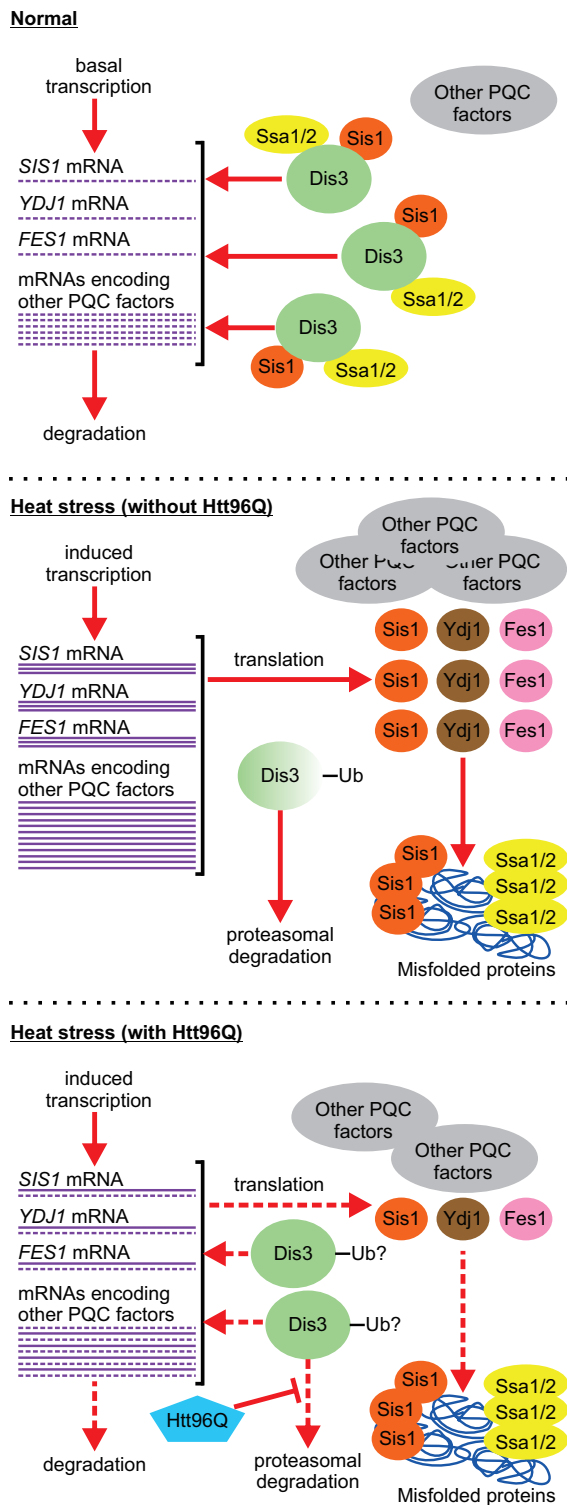 Normal
basal
transcription
Other PQC
factors
Ssa1/2
Sis1
Dis3
SIS1 mRNA
YDJ1 mRNA
Sis1
FES1 mRNA
Dis3
mRNAs encoding
other PQC factors
Ssa1/2
Dis3
Sis1
Ssa1/2
degradation
Heat stress (without Htt96Q)
Other PQC
factors
induced
transcription
Other PQC
factors
Other PQC
factors
SIS1 mRNA
translation
Sis1
Ydj1
Fes1
YDJ1 mRNA
Sis1
Ydj1
Fes1
FES1 mRNA
Sis1
Ydj1
Fes1
mRNAs encoding
other PQC factors
Dis3
Ub
Sis1
Ssa1/2
Sis1
Ssa1/2
Sis1
Ssa1/2
proteasomal
degradation
Misfolded proteins
Heat stress (with Htt96Q)
induced
transcription
Other PQC
factors
Other PQC
factors
SIS1 mRNA
translation
Sis1
Ydj1
Fes1
YDJ1 mRNA
FES1 mRNA
Dis3
Ub?
mRNAs encoding
other PQC factors
Dis3
Ub?
Sis1
Ssa1/2
Sis1
Ssa1/2
Sis1
Ssa1/2
Htt96Q
degradation
proteasomal
degradation
Misfolded proteins